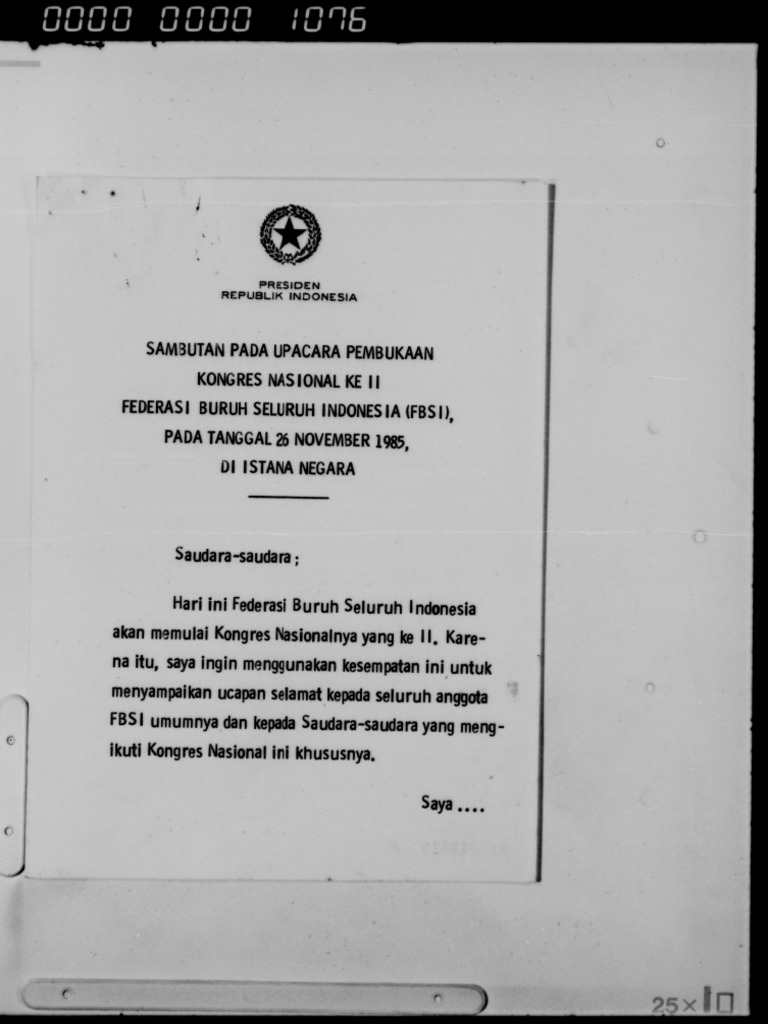 0000 0000 1076
PRESIDEN
REPUBLIK INDONESIA
SAMBUTAN PADA UPACARA PEMBUKAAN
KONGRES NASIONAL KE II
FEDERASI BURUH SELURUH INDONESIA (FBSI),
PADA TANGGAL 26 NOVEMBER 1985,
DI ISTANA NEGARA
Saudara-saudara ;
Hari ini Federasi Buruh Seluruh Indonesia
akan memulai Kongres Nasionalnya yang ke II. Kare-
na itu, saya ingin menggunakan kesempatan ini untuk
menyampaikan ucapan selamat kepada seluruh anggota
FBSI umumnya dan kepada Saudara-saudara yang meng-
ikuti Kongres Nasional ini khususnya.
Saya ....
25×